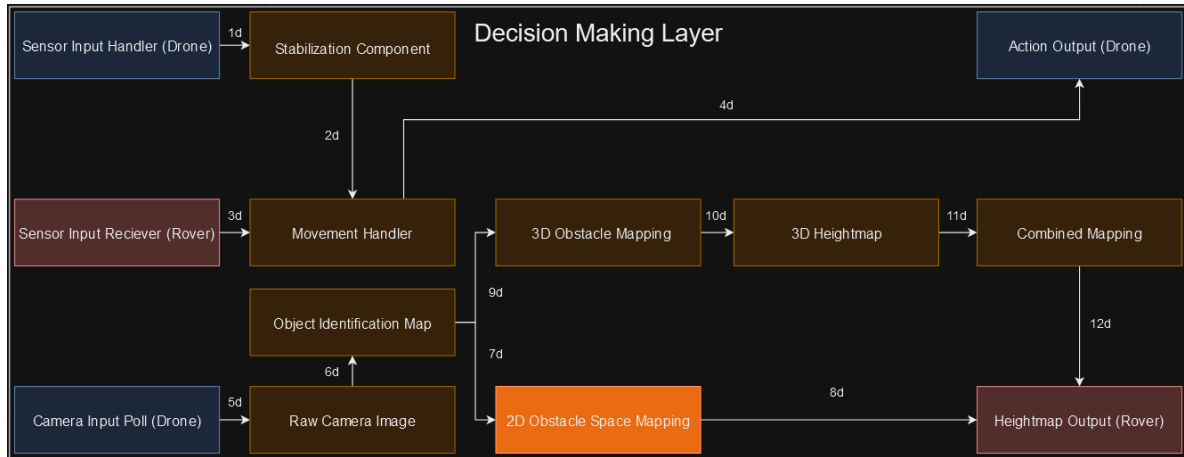 Decision Making Layer
Sensor Input Handler (Drone)
1d
Stabilization Component
Action Output (Drone)
2d
4d
Sensor Input Reciever (Rover)
3d
Movement Handler
3D Obstacle Mapping
10d
3D Heightmap
11d
Combined Mapping
9d
Object Identification Map
7d
12d
6d
Camera Input Poll (Drone)
5d
Raw Camera Image
2D Obstacle Space Mapping
8d
Heightmap Output (Rover)